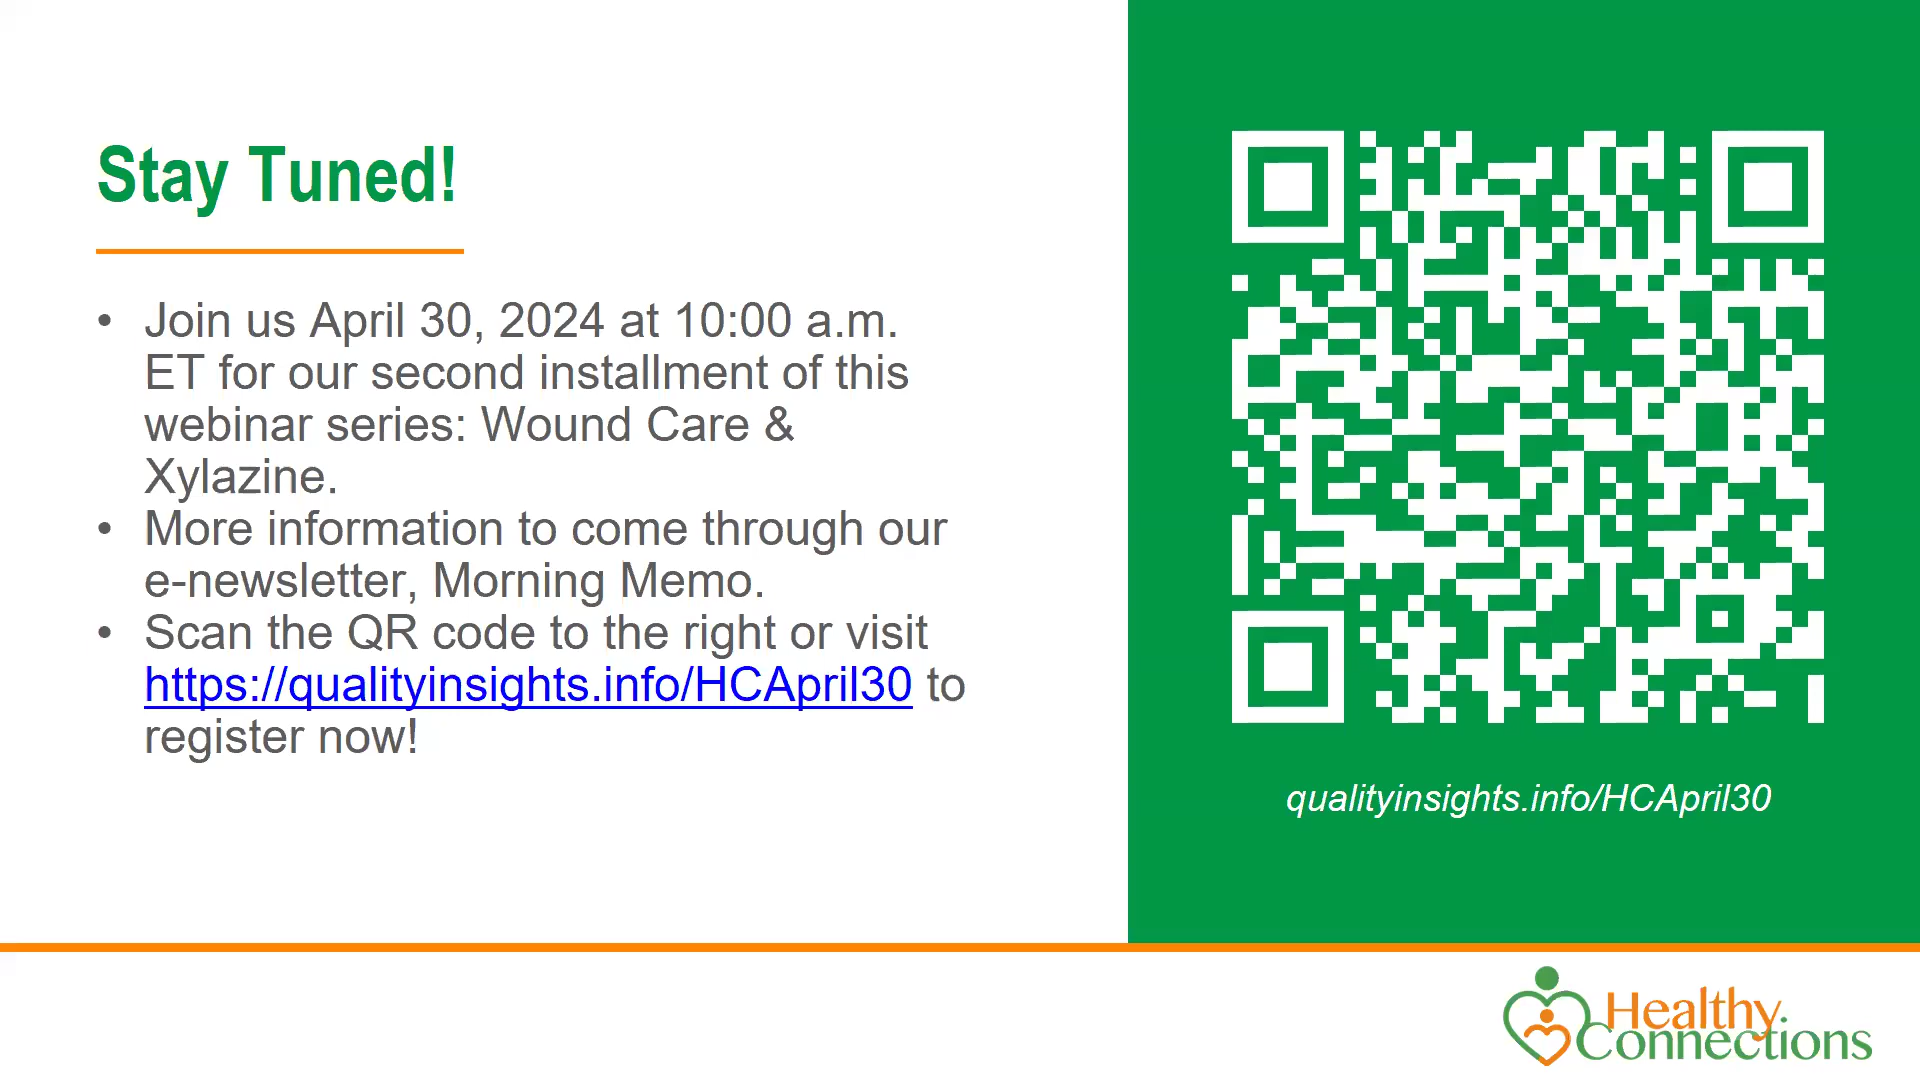 Stay Tuned!
• Join us April 30, 2024 at 10:00 a.m.
ET for our second installment of this
webinar series: Wound Care &
Xylazine.
• More information to come through our
e-newsletter, Morning Memo.
• Scan the QR code to the right or visit
https://qualityinsights.info/HCApril30 to
register now!
qualityinsights.info/HCApril30
Healthy
Connections